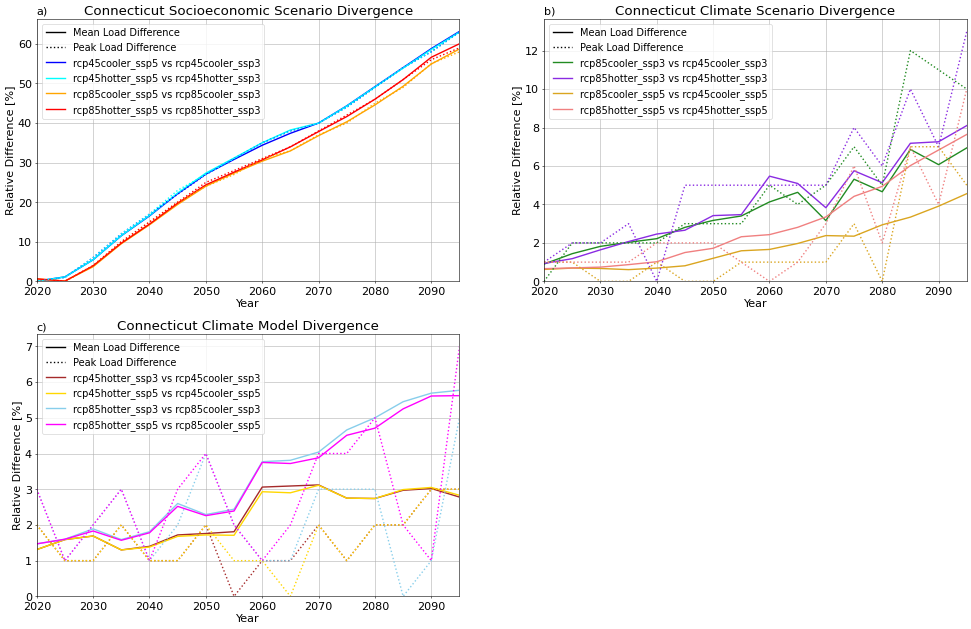 a) Connecticut Socioeconomic Scenario Divergence
Mean Load Difference
Peak Load Difference
rcp45cooler_ssp5 vs rcp45cooler_ssp3
rcp45hotter_ssp5 vs rcp45hotter_ssp3
rcp85cooler_ssp5 vs rcp85cooler_ssp3
rcp85hotter_ssp5 vs rcp85hotter_ssp3
Relative Difference [%]
60
50
40
30
20
10
0
2020 2030 2040 2050 2060 2070 2080 2090
Year
b) Connecticut Climate Scenario Divergence
Mean Load Difference
Peak Load Difference
rcp85cooler_ssp3 vs rcp45cooler_ssp3
rcp85hotter_ssp3 vs rcp45hotter_ssp3
rcp85cooler_ssp5 vs rcp45cooler_ssp5
rcp85hotter_ssp5 vs rcp45hotter_ssp5
Relative Difference [%]
12
10
8
6
4
2
0
2020 2030 2040 2050 2060 2070 2080 2090
Year
c) Connecticut Climate Model Divergence
Mean Load Difference
Peak Load Difference
rcp45hotter_ssp3 vs rcp45cooler_ssp3
rcp45hotter_ssp5 vs rcp45cooler_ssp5
rcp85hotter_ssp3 vs rcp85cooler_ssp3
rcp85hotter_ssp5 vs rcp85cooler_ssp5
Relative Difference [%]
7
6
5
4
3
2
1
0
2020 2030 2040 2050 2060 2070 2080 2090
Year